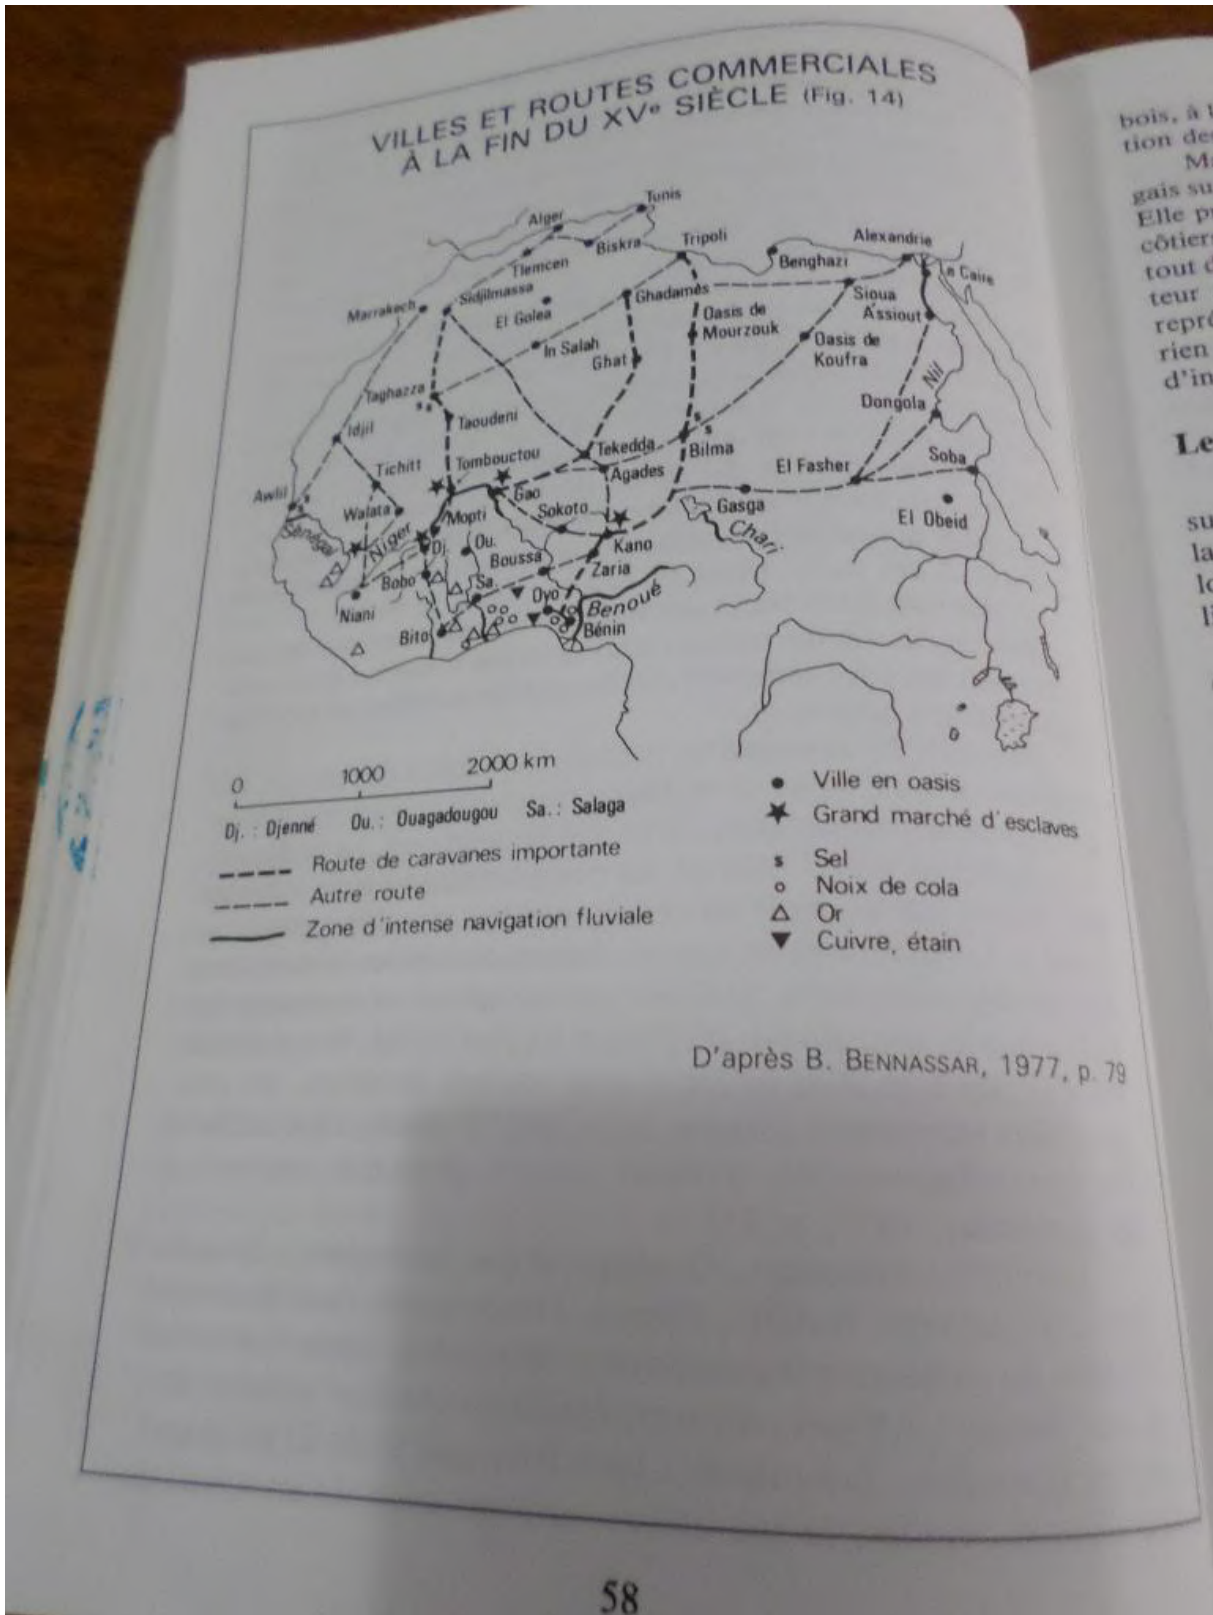 VILLES ET ROUTES COMMERCIALES
À LA FIN DU XVe SIÈCLE (Fig. 14)
Tunis
Alger
Biskra
Tripoli
Alexandrie
Tlemcen
Benghazi
Le Caire
Marrakech
Sidjilmassa
El Golea
Ghadamès
Sioua
Assiout
Oasis de
Mourzouk
In Salah
Ghat
Oasis de
Koufra
Taghazza
s s
Nil
Idjil
Taoudeni
Dongola
Tichitt
Tombouctou
Tekedda
s
s
Bilma
El Fasher
Soba
Agades
Awlil
s
Walata
Gao
Sokoto
Gasga
El Obeid
Sénégal
Niger
Mopti
Dj.
Ou.
Kano
Chari
Boussa
Zaria
Bobo
Sa.
Oyo
Benoué
Niani
Bito
Bénin
0 1000 2000 km
Dj. : Djenné Ou. : Ouagadougou Sa. : Salaga
Route de caravanes importante
Autre route
Zone d'intense navigation fluviale
Ville en oasis
Grand marché d'esclaves
s Sel
Noix de cola
Or
Cuivre, étain
D'après B. BENNASSAR, 1977, p. 79
58
bois, à
tion
gais su
Elle
côtier
tout
teur
repré
rien
d'in
Le
su
la